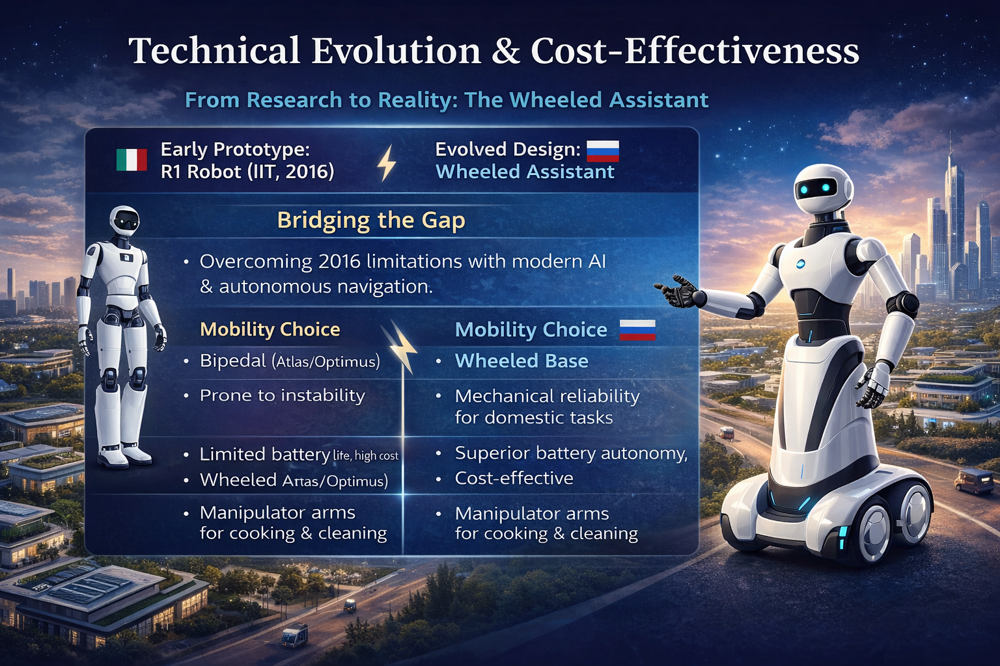 Technical Evolution & Cost-Effectiveness
From Research to Reality: The Wheeled Assistant
Early Prototype:
R1 Robot (IIT, 2016)
Evolved Design:
Wheeled Assistant
Bridging the Gap
• Overcoming 2016 limitations with modern AI
& autonomous navigation.
Mobility Choice
• Bipedal (Atlas/Optimus)
• Prone to instability
• Limited battery life, high cost
• Wheeled Artas/Optimus)
• Manipulator arms
for cooking & cleaning
Mobility Choice
• Wheeled Base
• Mechanical reliability
for domestic tasks
• Superior battery autonomy,
• Cost-effective
• Manipulator arms
for cooking & cleaning